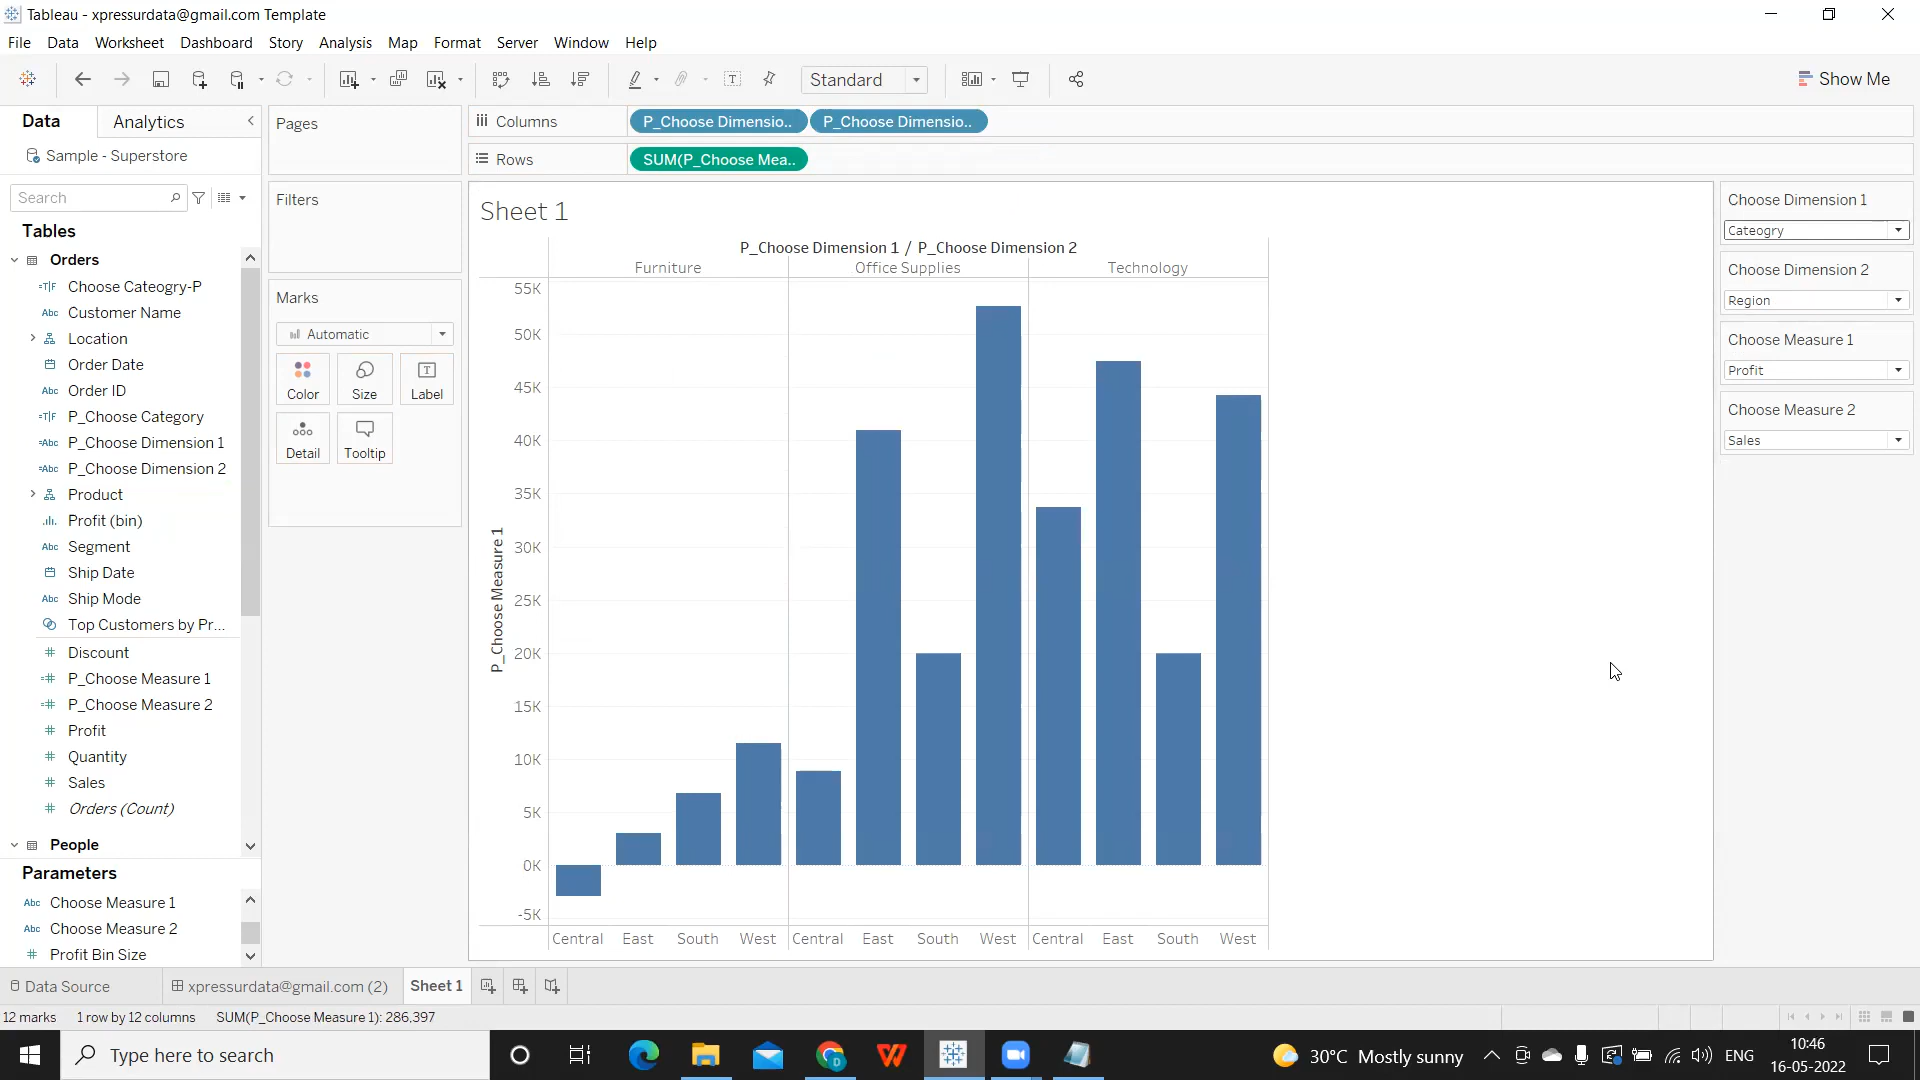 Tableau - xpressurdata@gmail.com Template
File Data Worksheet Dashboard Story Analysis Map Format Server Window Help
Standard
Show Me
Data Analytics
Sample - Superstore
Search
Tables
Orders
Choose Cateogry-P
Customer Name
Location
Order Date
Order ID
P_Choose Category
P_Choose Dimension 1
P_Choose Dimension 2
Product
Profit (bin)
Segment
Ship Date
Ship Mode
Top Customers by Pr...
Discount
P_Choose Measure 1
P_Choose Measure 2
Profit
Quantity
Sales
Orders (Count)
People
Parameters
Choose Measure 1
Choose Measure 2
Profit Bin Size
Pages
Filters
Marks
Automatic
Color Size Label
Detail Tooltip
Columns P_Choose Dimensio.. P_Choose Dimensio..
Rows SUM(P_Choose Mea..
Sheet 1
P_Choose Dimension 1 / P_Choose Dimension 2
Furniture Office Supplies Technology
55K
50K
45K
40K
35K
30K
25K
20K
15K
10K
5K
0K
-5K
P_Choose Measure 1
Central East South West Central East South West Central East South West
Choose Dimension 1
Cateogry
Choose Dimension 2
Region
Choose Measure 1
Profit
Choose Measure 2
Sales
Data Source xpressurdata@gmail.com (2) Sheet 1
12 marks 1 row by 12 columns SUM(P_Choose Measure 1): 286,397
Type here to search
30°C Mostly sunny
ENG
10:46
16-05-2022